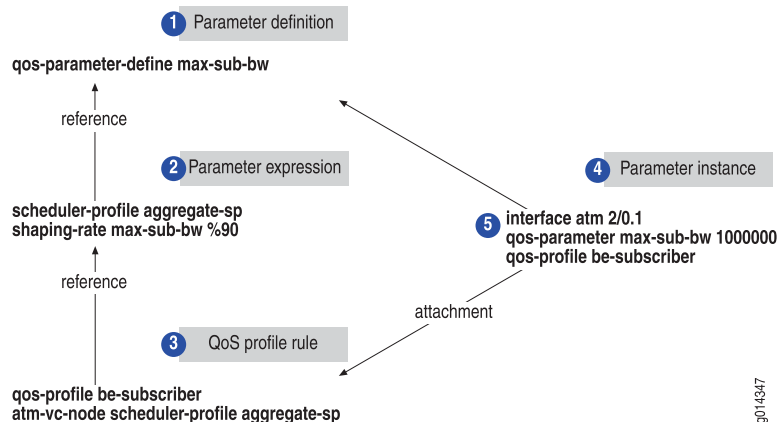 1 Parameter definition
qos-parameter-define max-sub-bw
reference
2 Parameter expression
scheduler-profile aggregate-sp
shaping-rate max-sub-bw %90
reference
3 QoS profile rule
qos-profile be-subscriber
atm-vc-node scheduler-profile aggregate-sp
4 Parameter instance
5 interface atm 2/0.1
qos-parameter max-sub-bw 1000000
qos-profile be-subscriber
attachment
g014347